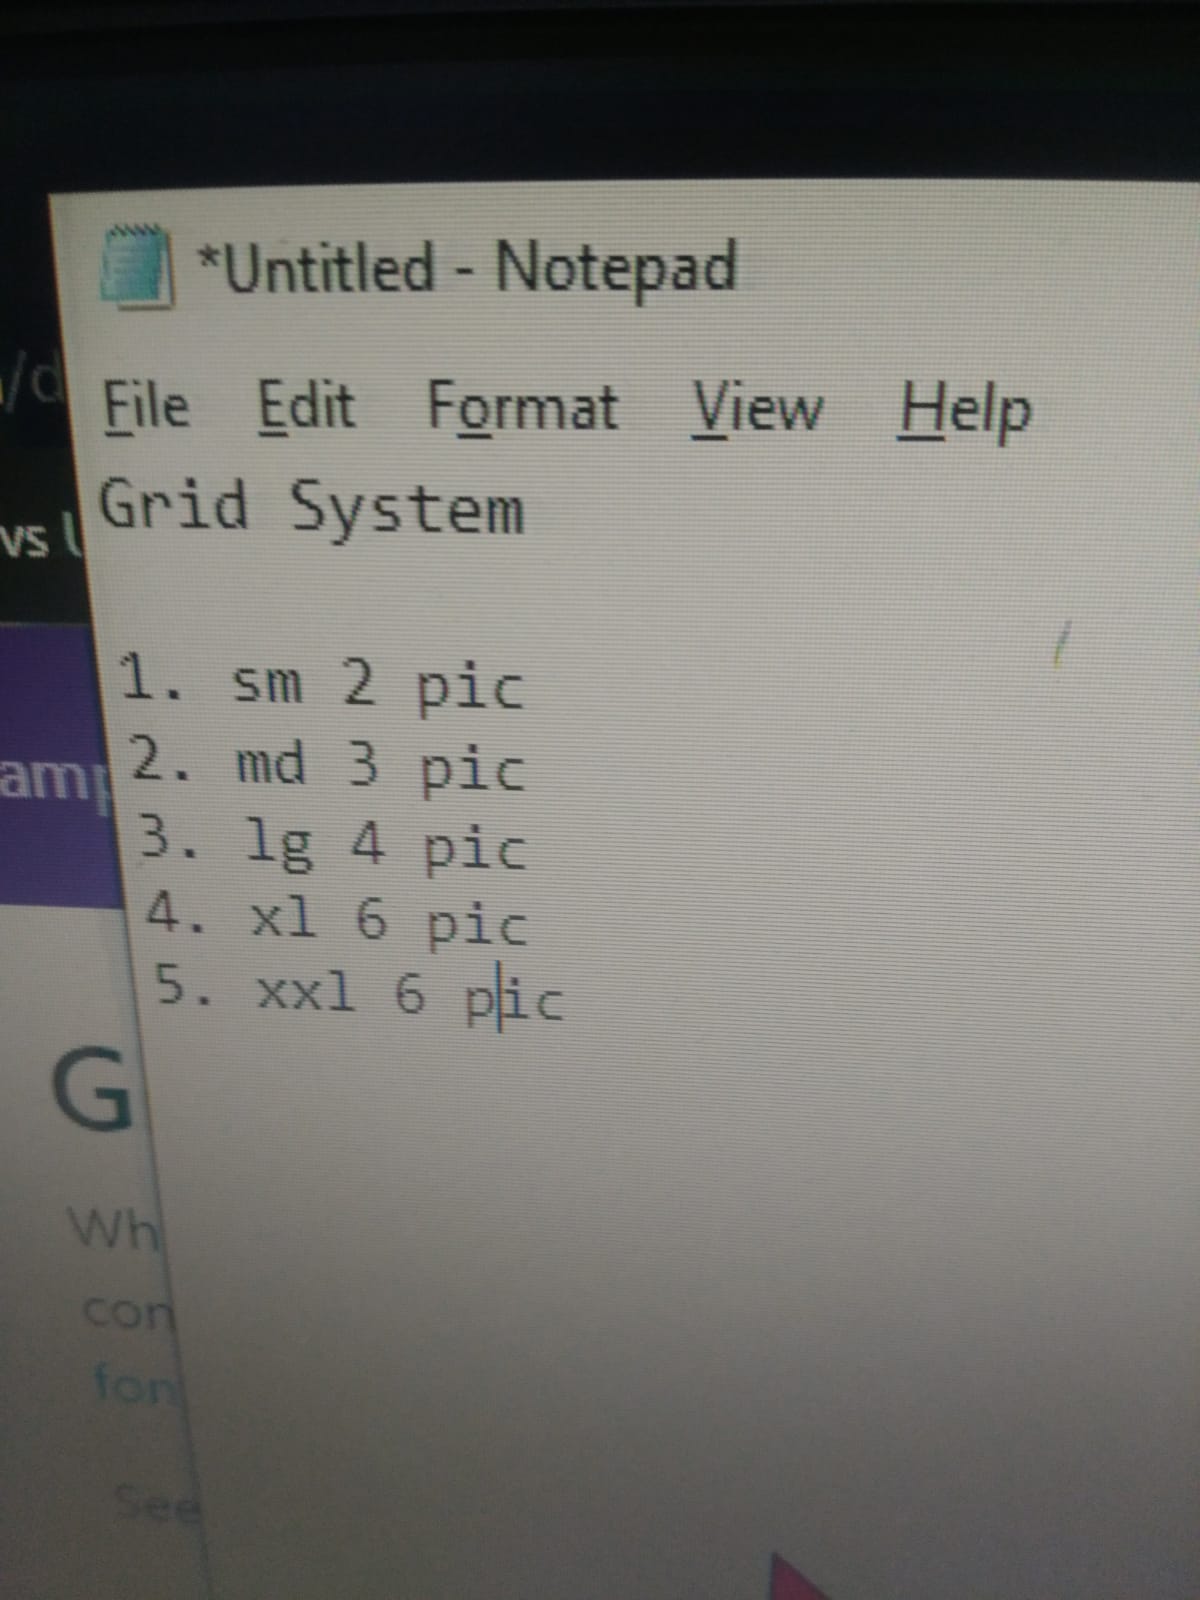 *Untitled - Notepad
/d
File Edit Format View Help
Grid System
vs
1. sm 2 pic
2. md 3 pic
3. lg 4 pic
4. xl 6 pic
5. xxl 6 pic
G
Wh
con
fon
See